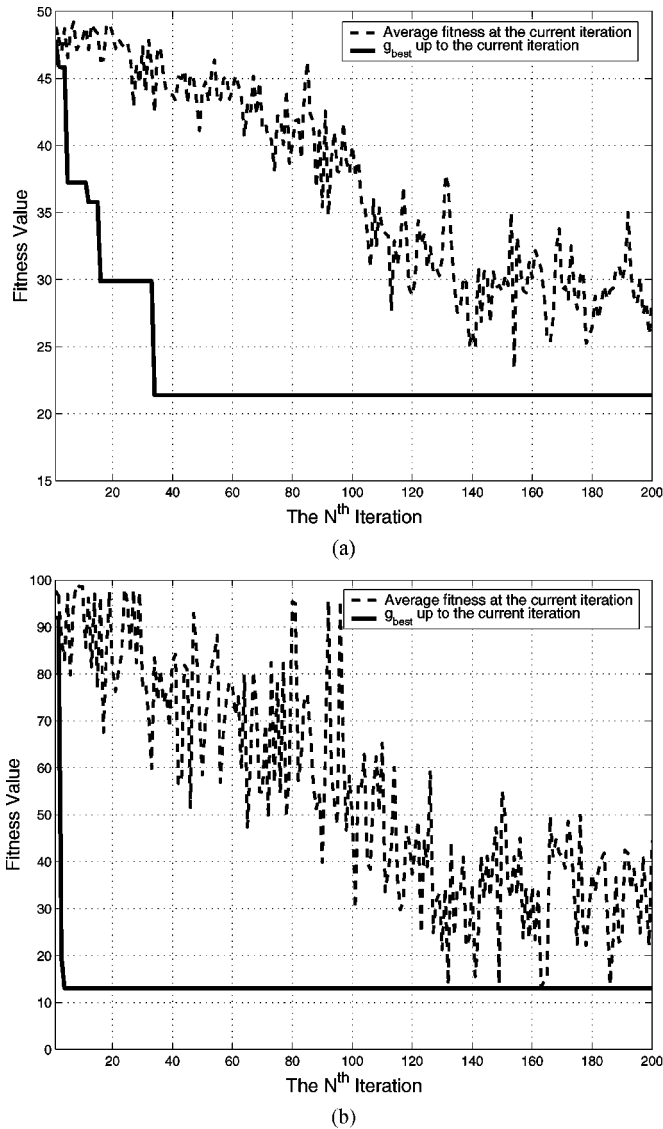 50
45
40
35
30
25
20
15
Fitness Value
Average fitness at the current iteration
gbest up to the current iteration
20 40 60 80 100 120 140 160 180 200
The Nth Iteration
(a)
100
90
80
70
60
50
40
30
20
10
0
Fitness Value
Average fitness at the current iteration
gbest up to the current iteration
20 40 60 80 100 120 140 160 180 200
The Nth Iteration
(b)